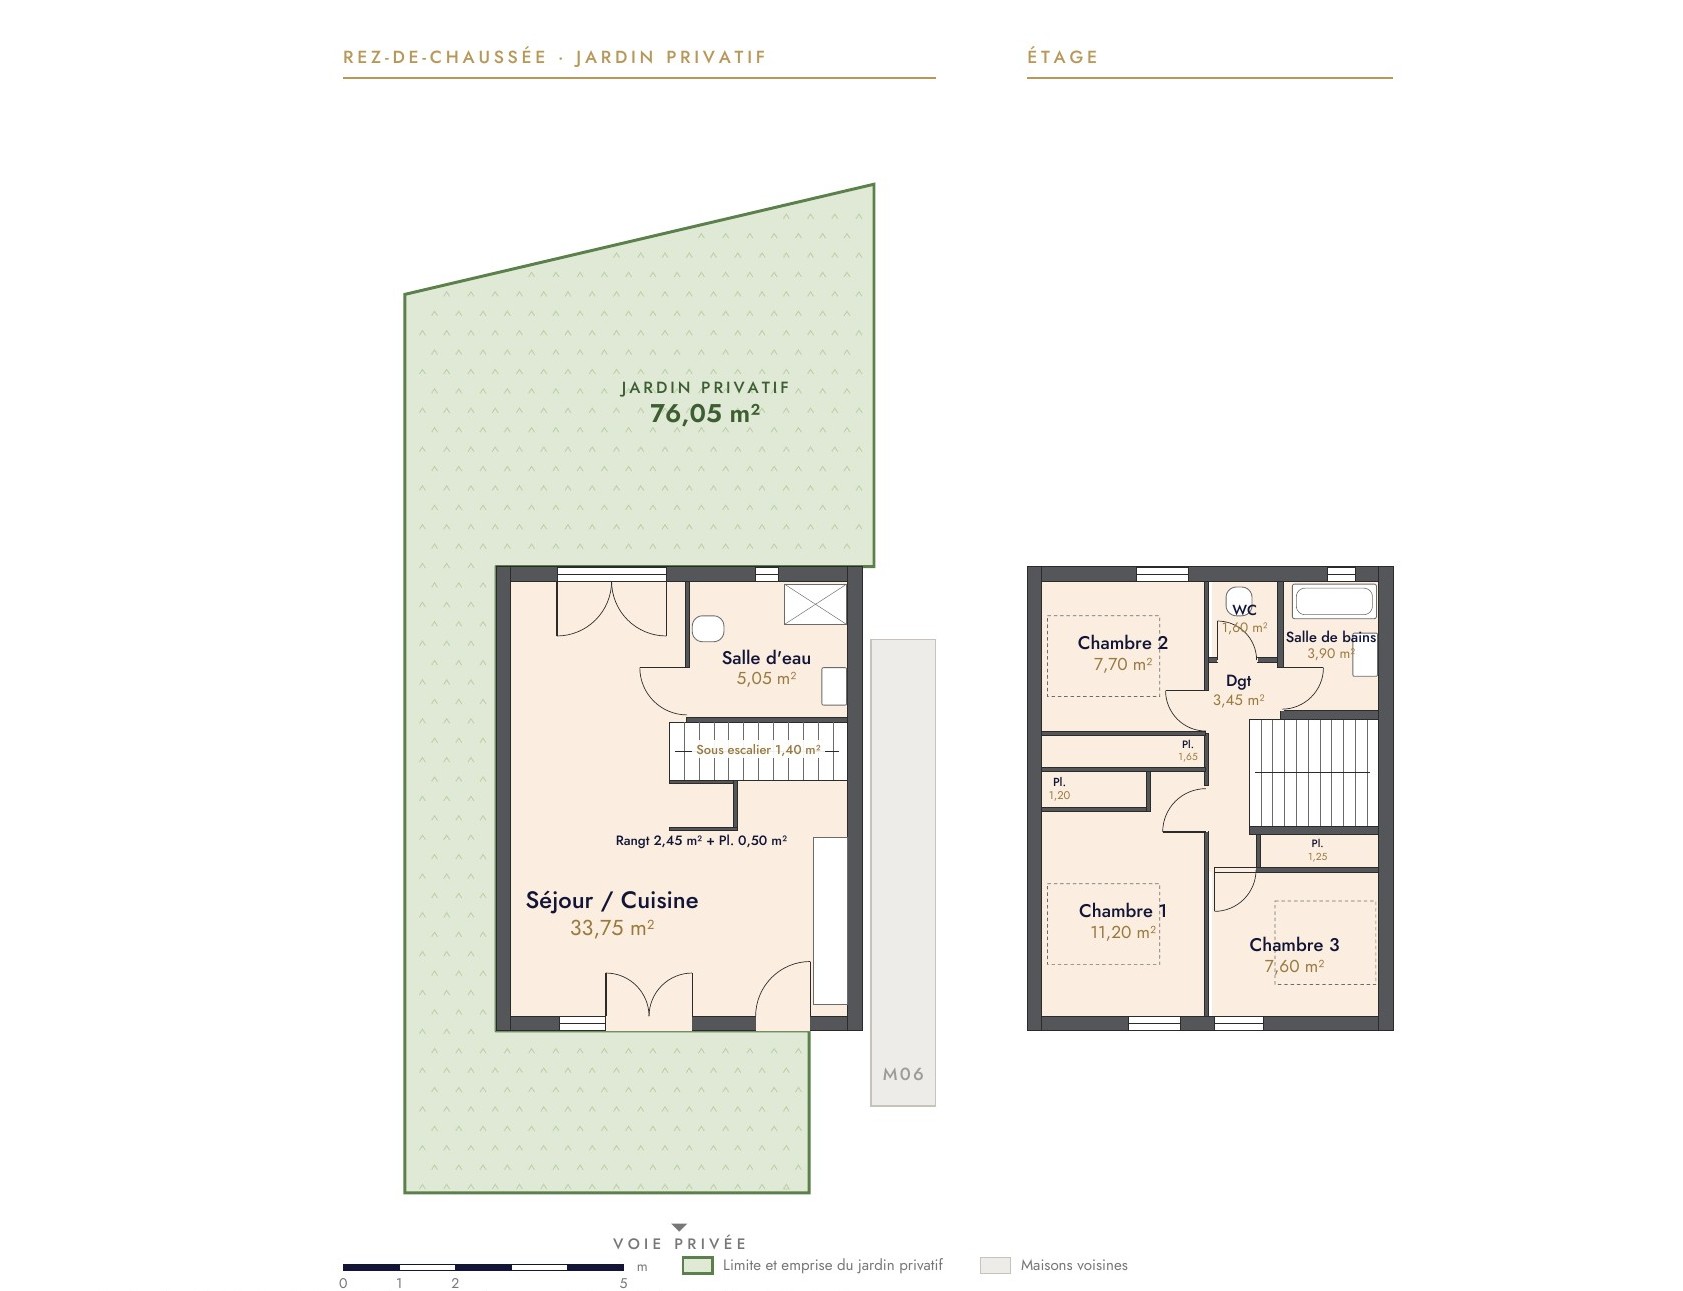 REZ-DE-CHAUSSÉE · JARDIN PRIVATIF
ÉTAGE
JARDIN PRIVATIF
76,05 m²
Salle d'eau
5,05 m²
Sous escalier 1,40 m²
Rangt 2,45 m² + Pl. 0,50 m²
Séjour / Cuisine
33,75 m²
M06
WC
1,60 m²
Salle de bains
3,90 m²
Chambre 2
7,70 m²
Dgt
3,45 m²
Pl.
1,65
Pl.
1,20
Pl.
1,25
Chambre 1
11,20 m²
Chambre 3
7,60 m²
VOIE PRIVÉE
m
0 1 2 5
Limite et emprise du jardin privatif
Maisons voisines